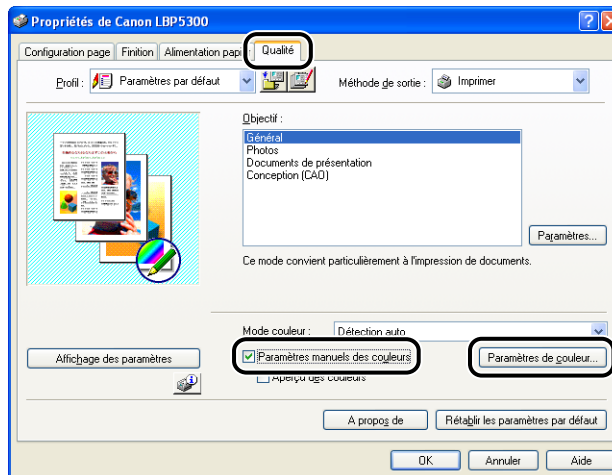 Propriétés de Canon LBP5300
Configuration page Finition Alimentation papi Qualité
Profil : Paramètres par défaut Méthode de sortie : Imprimer
Objectif :
Général
Photos
Documents de présentation
Conception (CAO)
Paramètres...
Ce mode convient particulièrement à l'impression de documents.
Mode couleur : Détection auto
Affichage des paramètres Paramètres manuels des couleurs Paramètres de couleur...
Aperçu des couleurs
A propos de Rétablir les paramètres par défaut
OK Annuler Aide